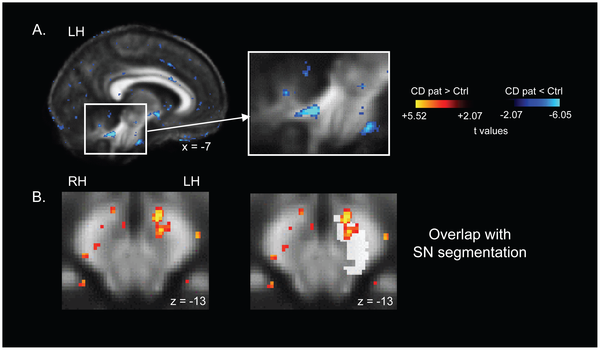 A.
LH
x = -7
CD pat > Ctrl
CD pat < Ctrl
+5.52
+2.07
-2.07
-6.05
t values
B.
RH
LH
z = -13
z = -13
Overlap with
SN segmentation